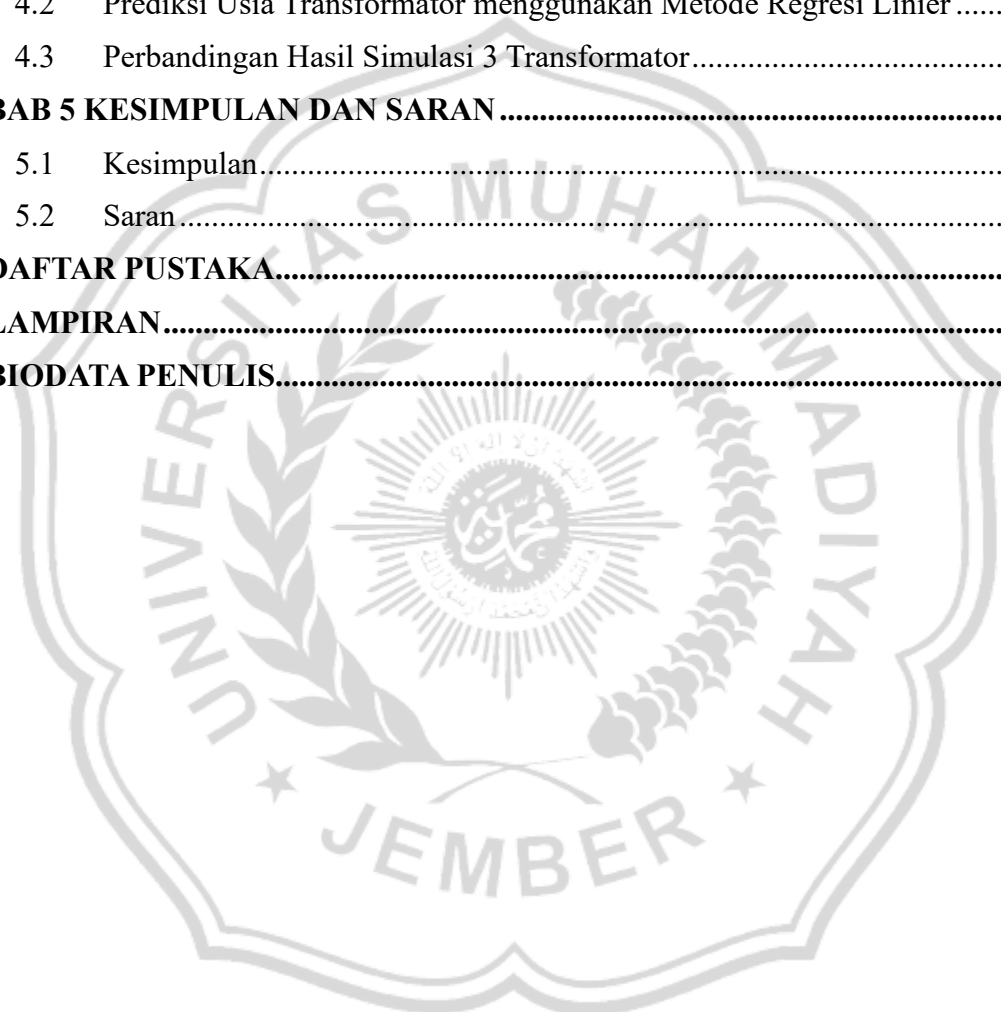 4.2 Prediksi Usia Transformator menggunakan Metode Regresi Linier ......
4.3 Perbandingan Hasil Simulasi 3 Transformator.......................................
BAB 5 KESIMPULAN DAN SARAN ................................................................
5.1 Kesimpulan..............................................................................................
5.2 Saran........................................................................................................
DAFTAR PUSTAKA...........................................................................................
LAMPIRAN.........................................................................................................
BIODATA PENULIS...........................................................................................
UNIVERSITAS MUHAMMADIYAH
JEMBER